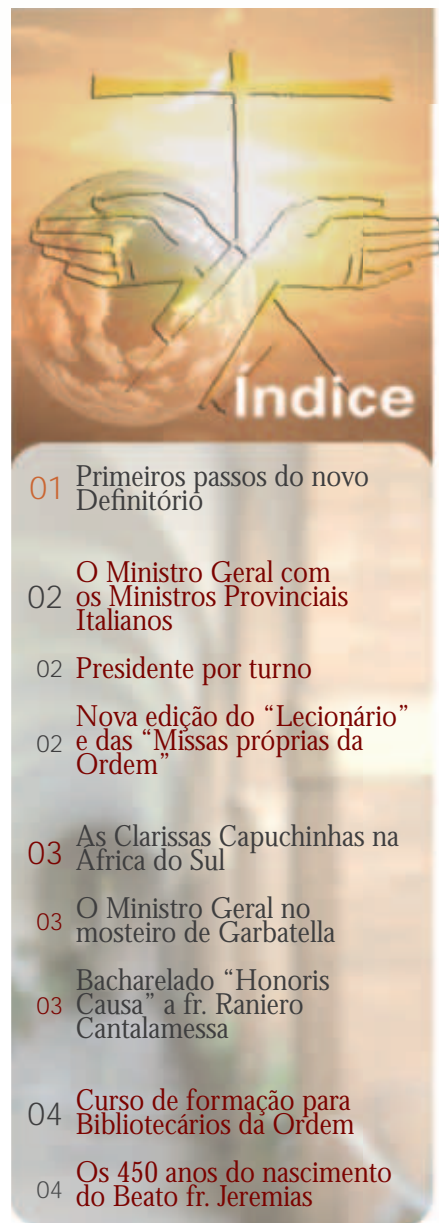 Índice
01 Primeiros passos do novo
Definitório
02 O Ministro Geral com
os Ministros Provinciais
Italianos
02 Presidente por turno
02 Nova edição do “Lecionário”
e das “Missas próprias da
Ordem”
03 As Clarissas Capuchinhas na
África do Sul
03 O Ministro Geral no
mosteiro de Garbatella
03 Bacharelado “Honoris
Causa” a fr. Raniero
Cantalamessa
04 Curso de formação para
Bibliotecários da Ordem
04 Os 450 anos do nascimento
do Beato fr. Jeremias